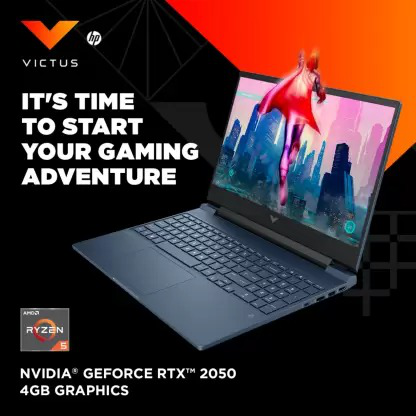 hp
VICTUS
IT'S TIME
TO START
YOUR GAMING
ADVENTURE
AMD
RYZEN
5
NVIDIA® GEFORCE RTX™ 2050
4GB GRAPHICS